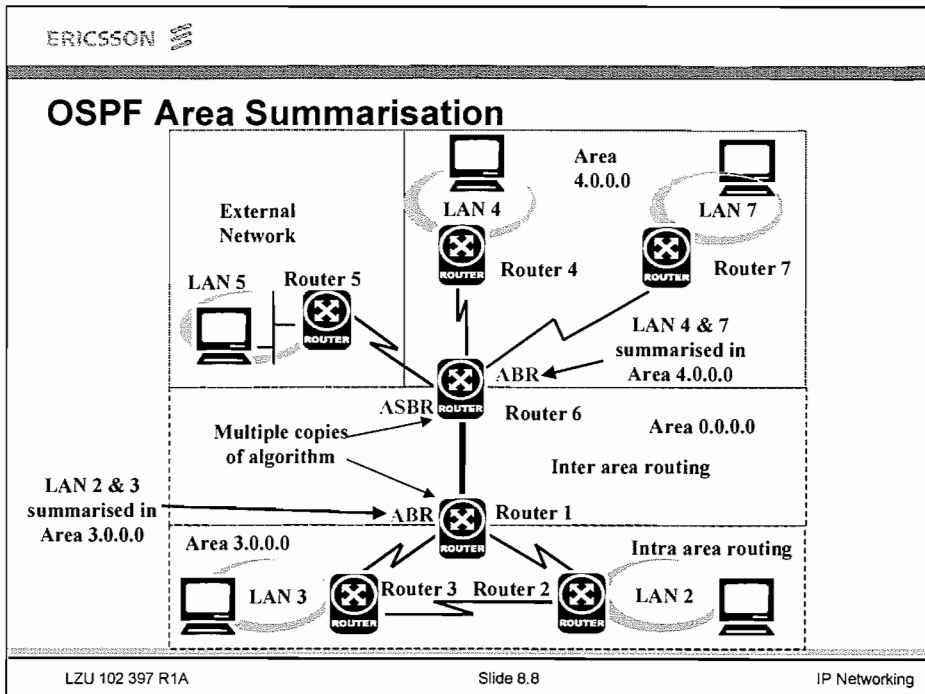 ERICSSON
OSPF Area Summarisation
Area
4.0.0.0
LAN 4
LAN 7
External
Network
ROUTER
Router 4
ROUTER
Router 7
LAN 5
Router 5
ROUTER
LAN 4 & 7
summarised in
Area 4.0.0.0
ABR
ASBR
ROUTER
Router 6
Multiple copies
of algorithm
Area 0.0.0.0
Inter area routing
LAN 2 & 3
summarised in
Area 3.0.0.0
ABR
Router 1
ROUTER
Area 3.0.0.0
Intra area routing
LAN 3
Router 3
Router 2
LAN 2
ROUTER
ROUTER
LZU 102 397 R1A
Slide 8.8
IP Networking